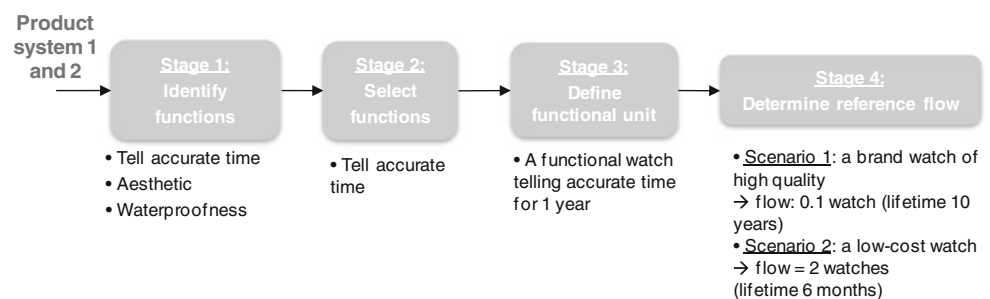 Product
system 1
and 2
Stage 1:
Identify
functions
Stage 2:
Select
functions
Stage 3:
Define
functional unit
Stage 4:
Determine reference flow
• Tell accurate time
• Aesthetic
• Waterproofness
• Tell accurate
time
• A functional watch
telling accurate time
for 1 year
• Scenario 1: a brand watch of
high quality
→ flow: 0.1 watch (lifetime 10
years)
• Scenario 2: a low-cost watch
→ flow = 2 watches
(lifetime 6 months)